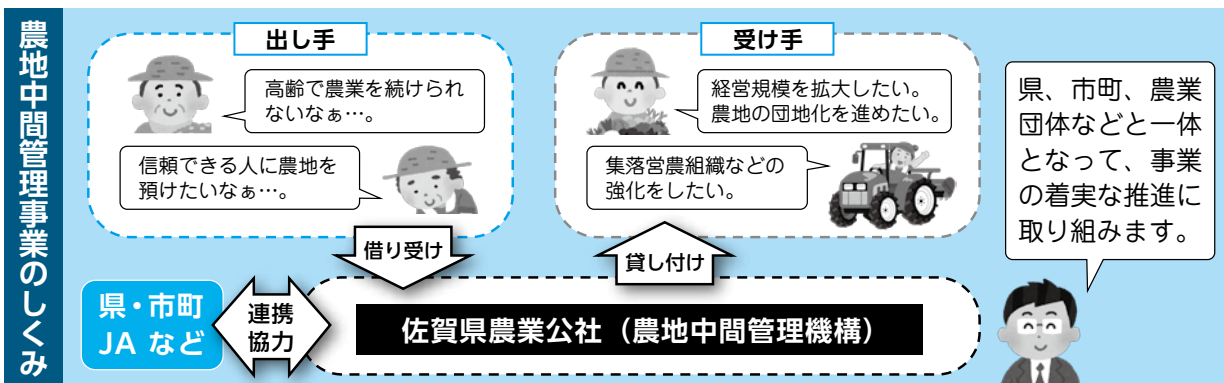 農地中間管理事業のしくみ
出し手
高齢で農業を続けられ
ないなぁ…。
信頼できる人に農地を
預けたいなぁ…。
受け手
経営規模を拡大したい。
農地の団地化を進めたい。
集落営農組織などの
強化をしたい。
県、市町、農業
団体などと一体
となって、事業
の着実な推進に
取り組みます。
借り受け
貸し付け
県・市町
JA など
連携
協力
佐賀県農業公社（農地中間管理機構）